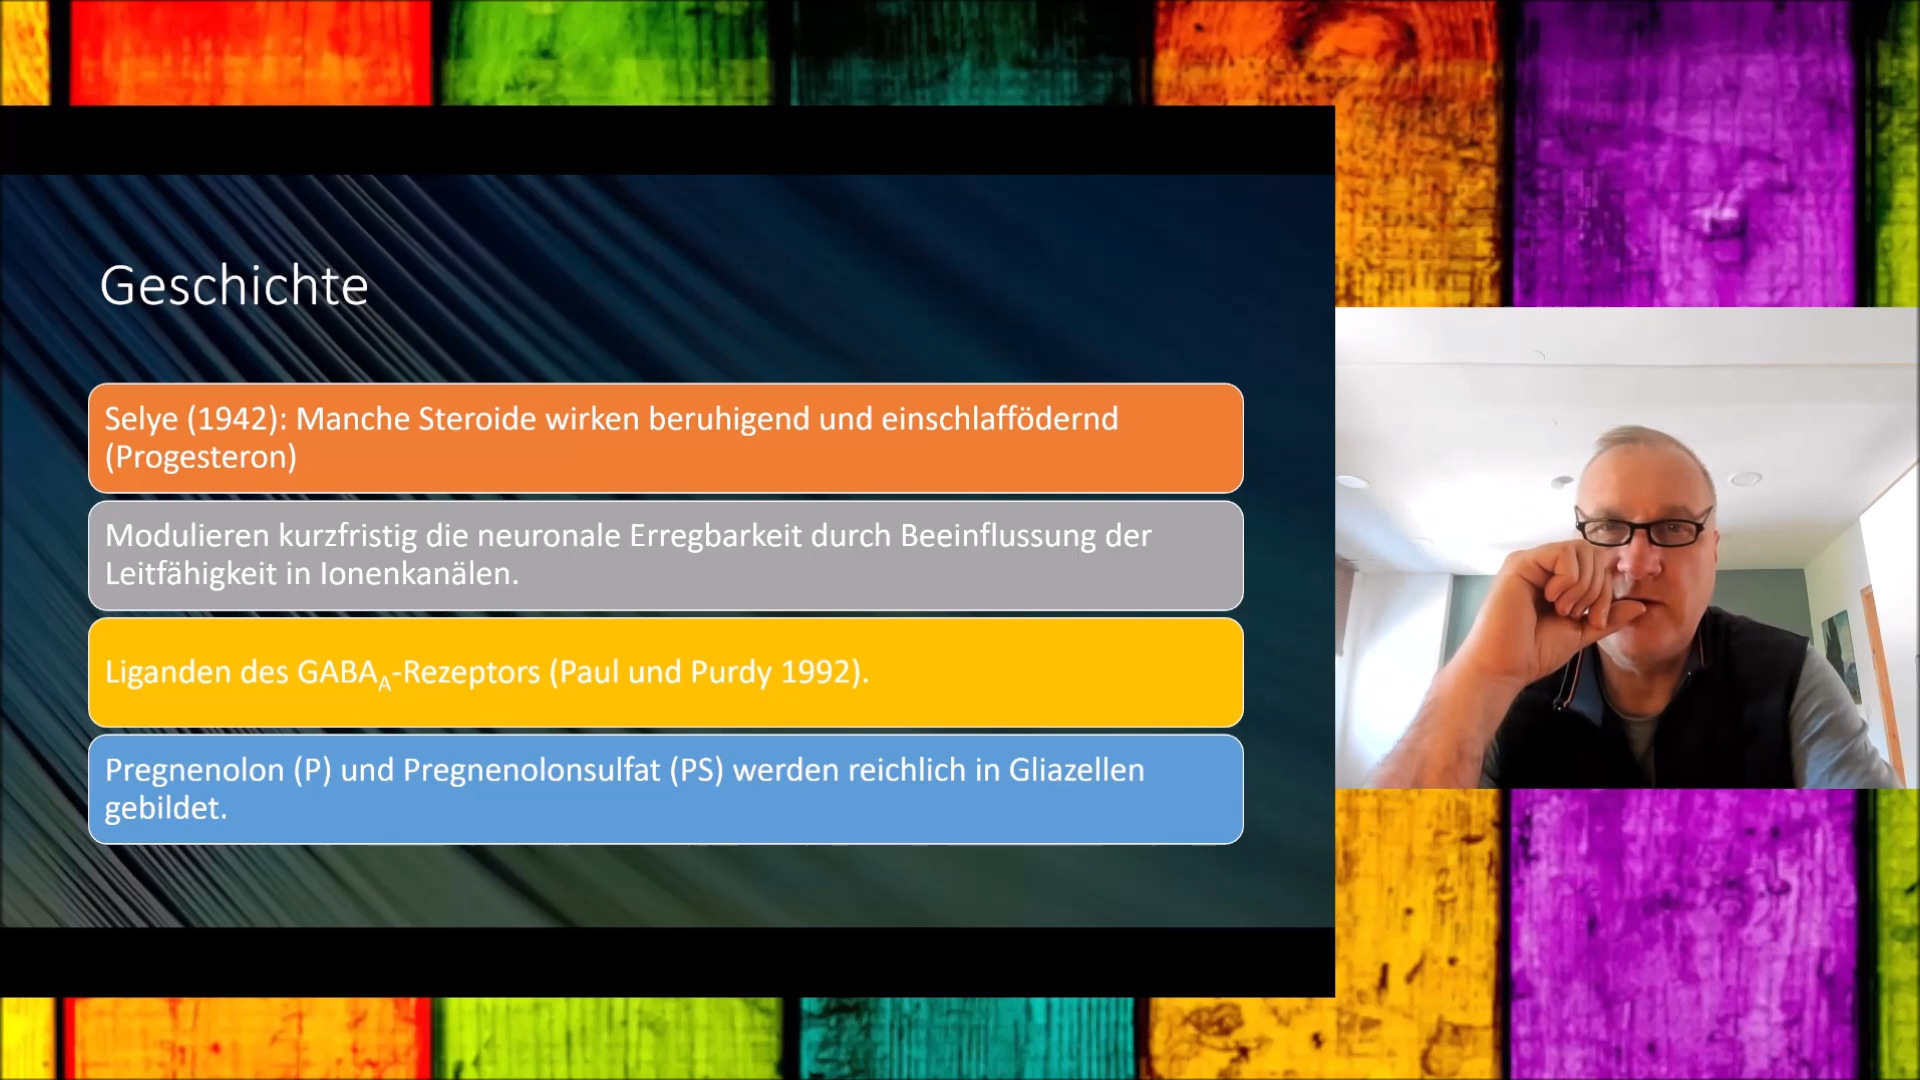 Geschichte
Selye (1942): Manche Steroide wirken beruhigend und einschlaffödernd
(Progesteron)
Modulieren kurzfristig die neuronale Erregbarkeit durch Beeinflussung der
Leitfähigkeit in Ionenkanälen.
Liganden des GABA_A-Rezeptors (Paul und Purdy 1992).
Pregnenolon (P) und Pregnenolonsulfat (PS) werden reichlich in Gliazellen
gebildet.